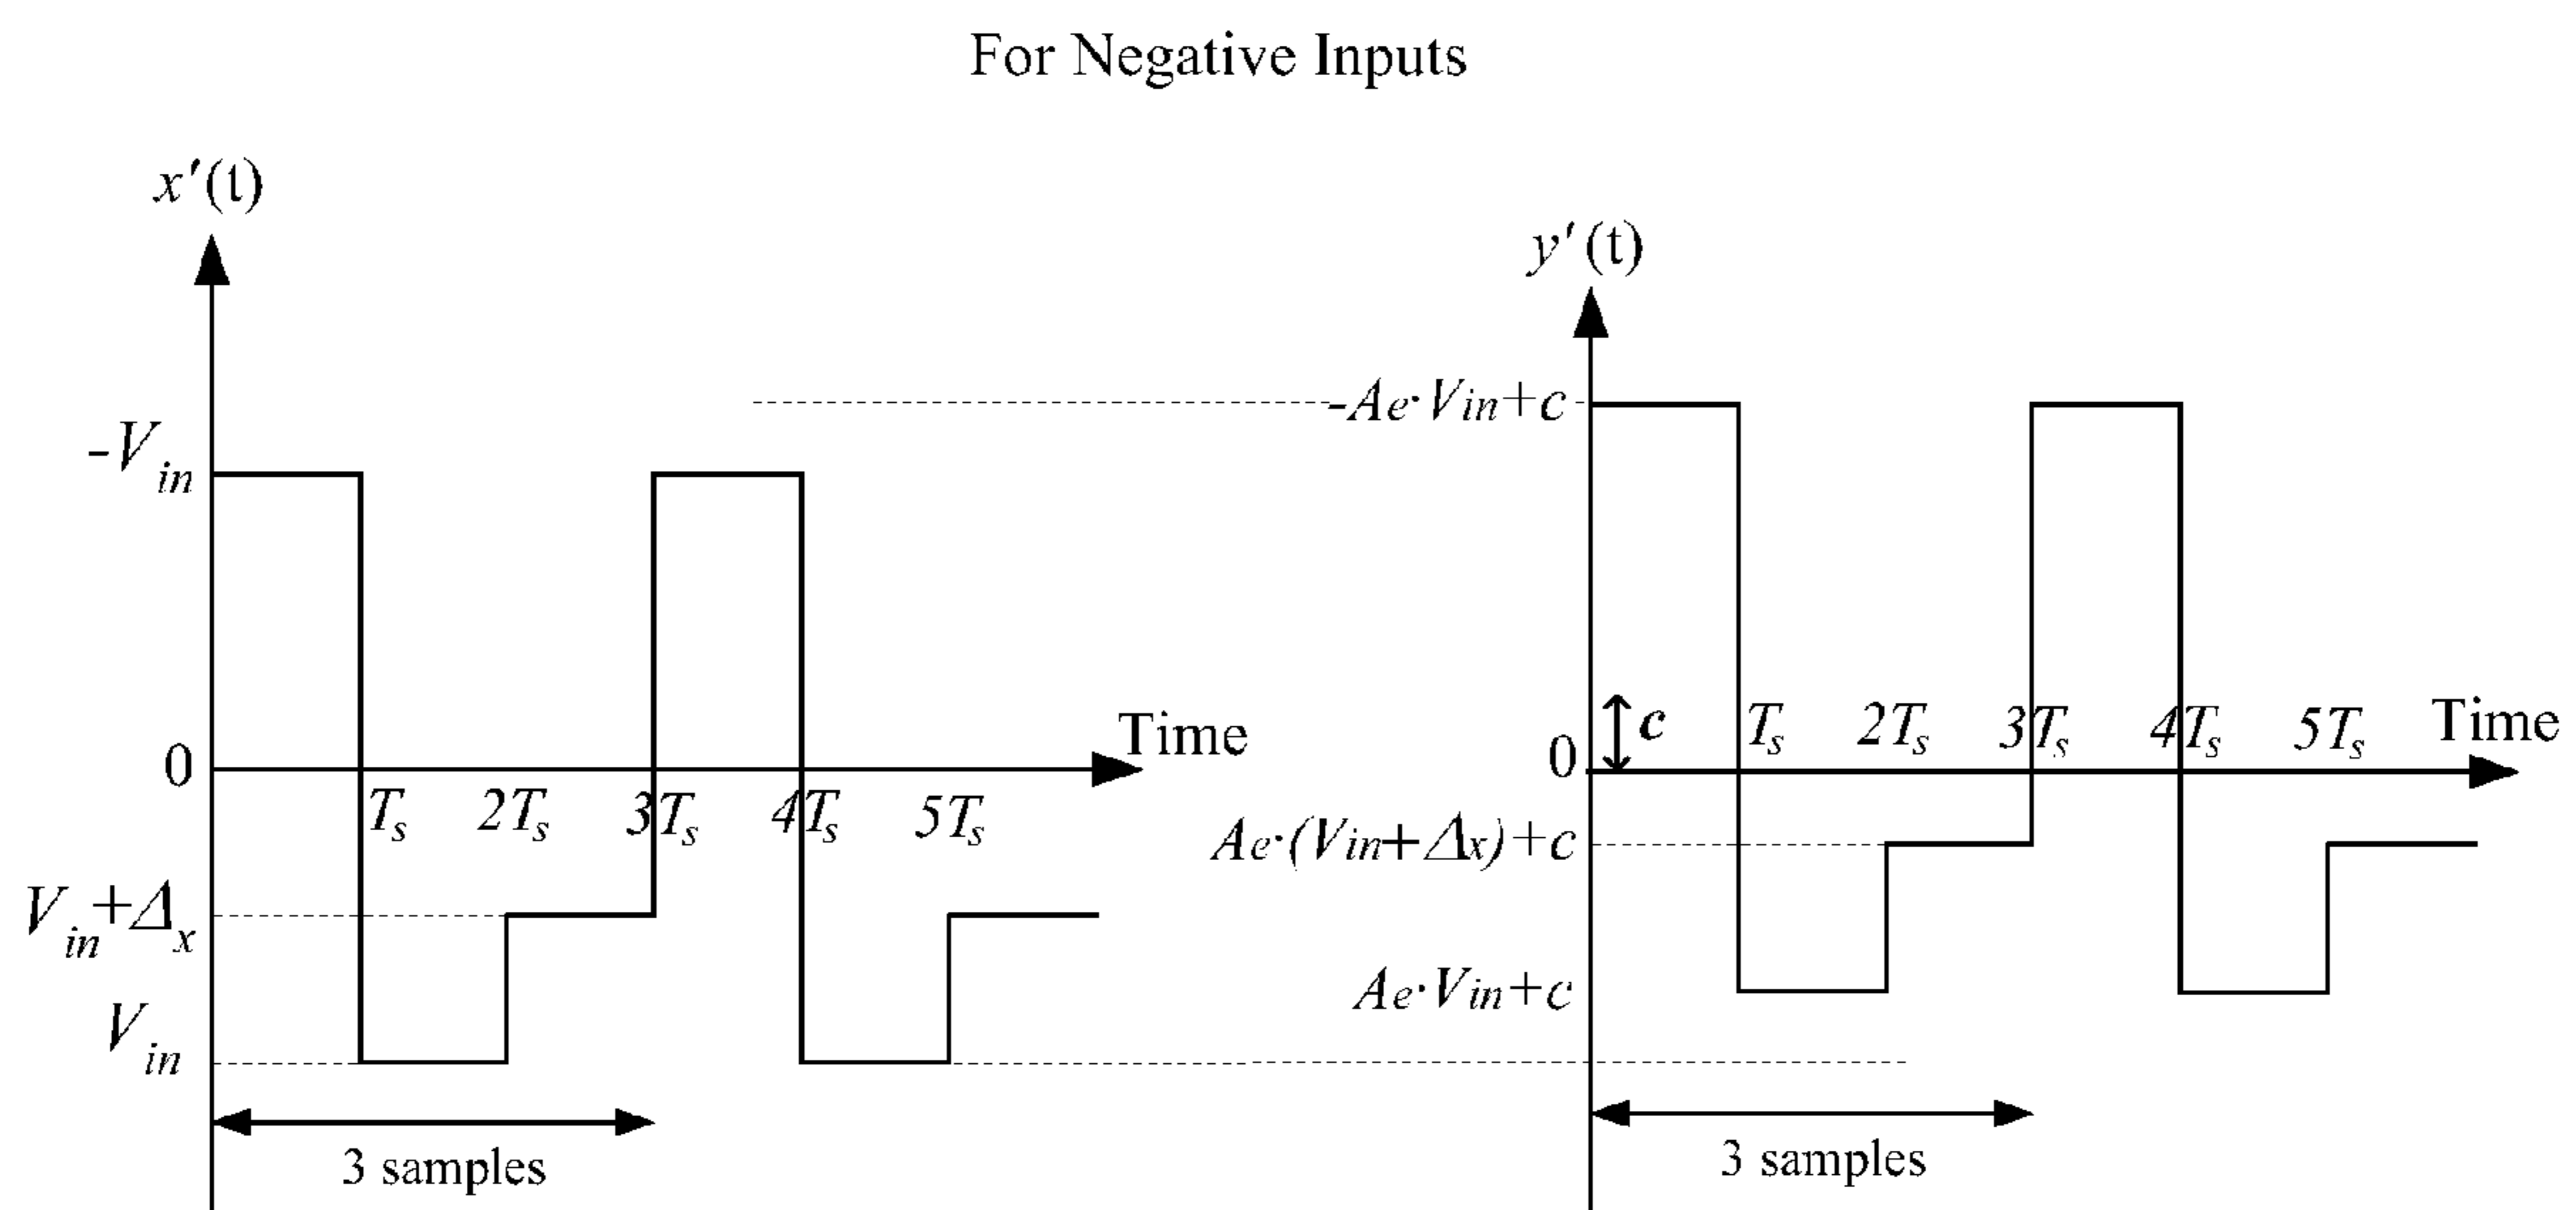 For Negative Inputs
x′(t)
-V_in
0
Time
T_s 2T_s 3T_s 4T_s 5T_s
V_in+Δ_x
V_in
3 samples
y′(t)
-Ae·Vin+c
c
T_s 2T_s 3T_s 4T_s 5T_s
Time
0
Ae·(Vin+Δx)+c
Ae·Vin+c
3 samples